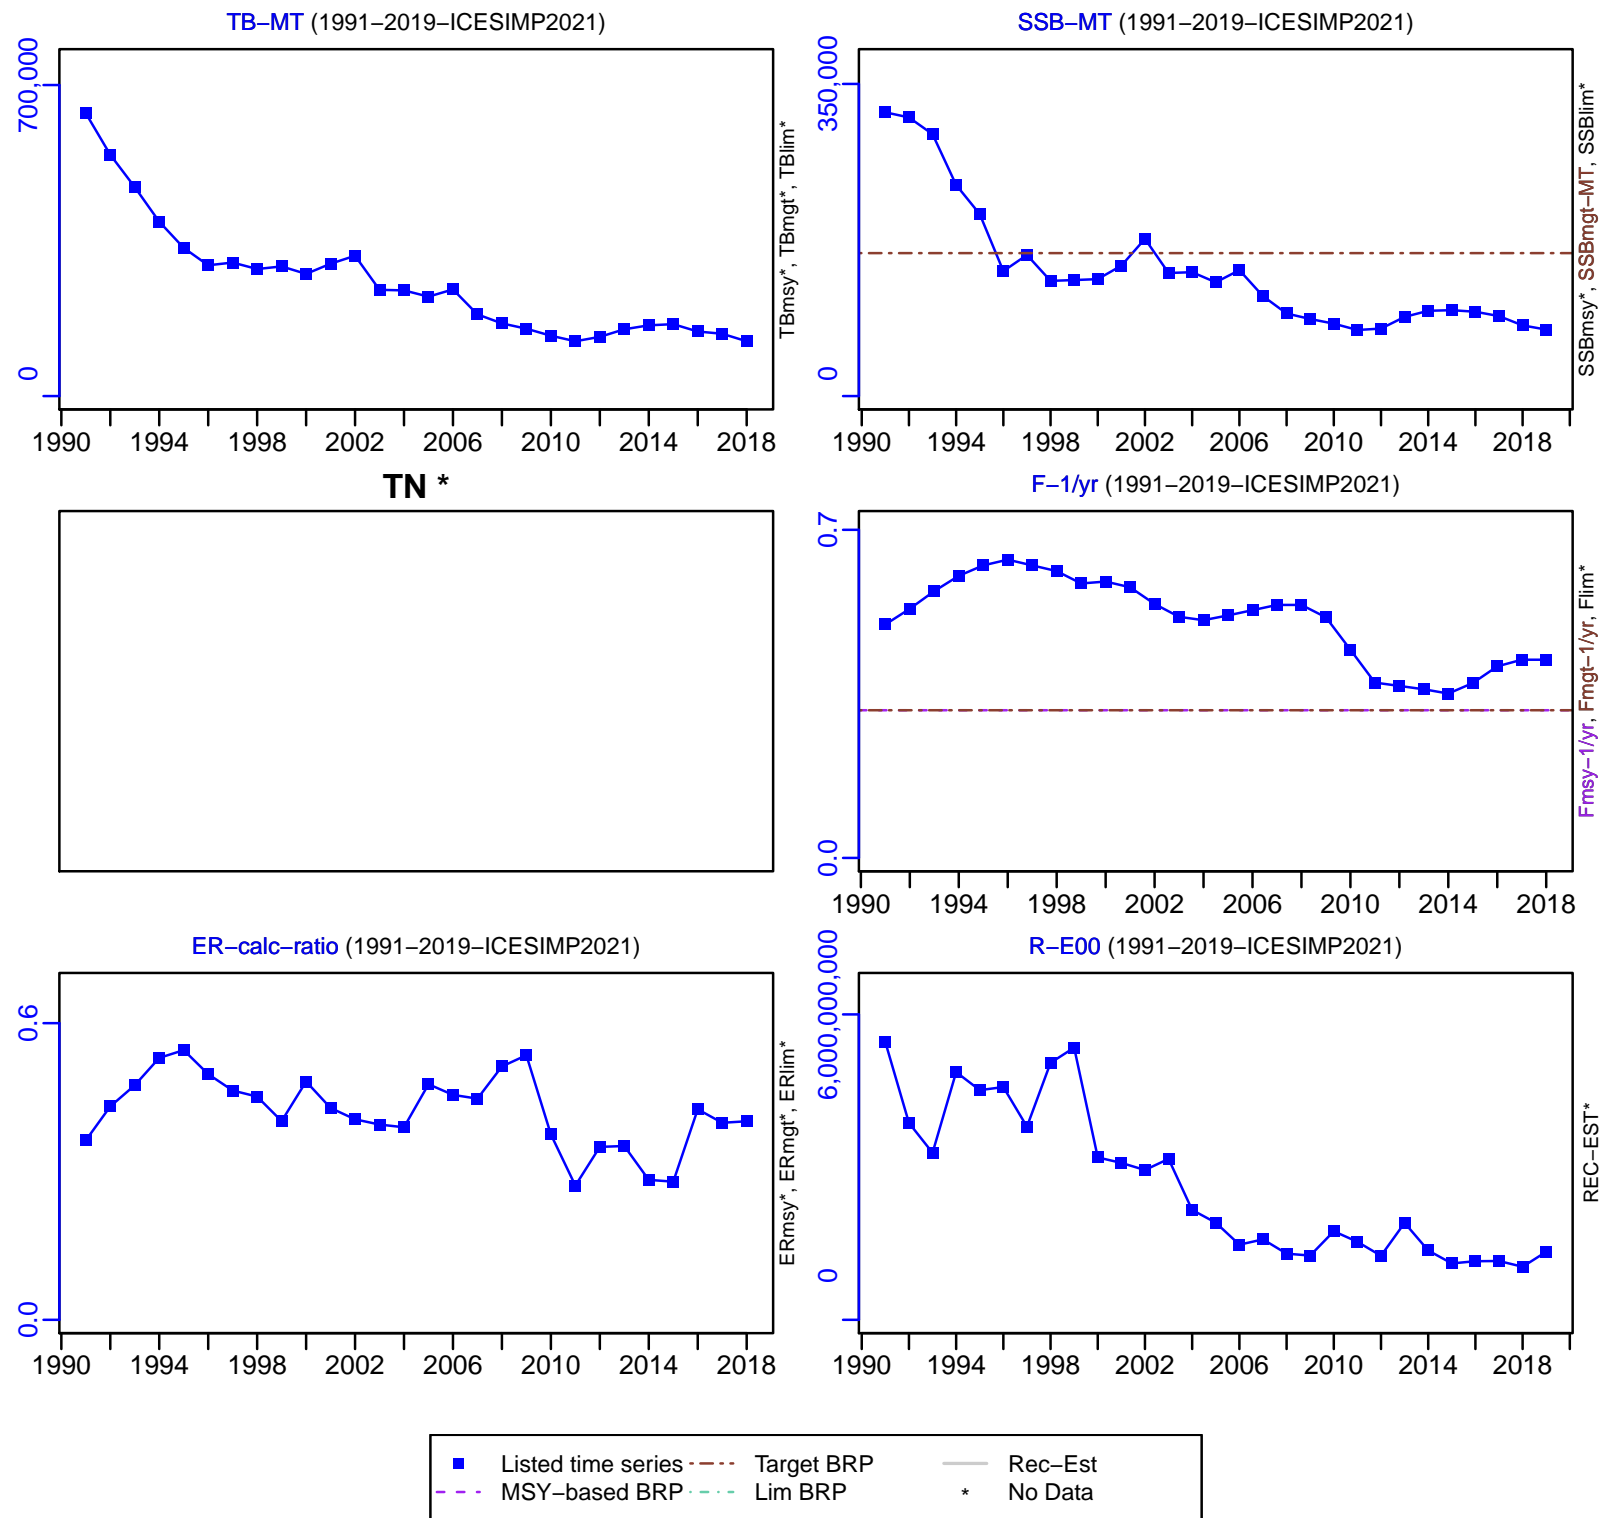 TB−MT (1991−2019−ICESIMP2021)
700,000
0
1990 1994 1998 2002 2006 2010 2014 2018
TBmsy*, TBmgt*, TBlim*
SSB−MT (1991−2019−ICESIMP2021)
350,000
0
1990 1994 1998 2002 2006 2010 2014 2018
SSBmsy*, SSBmgt−MT, SSBlim*
TN *
F−1/yr (1991−2019−ICESIMP2021)
0.7
0.0
1990 1994 1998 2002 2006 2010 2014 2018
Fmsy−1/yr, Fmgt−1/yr, Flim*
ER−calc−ratio (1991−2019−ICESIMP2021)
0.6
0.0
1990 1994 1998 2002 2006 2010 2014 2018
ERmsy*, ERmgt*, ERlim*
R−E00 (1991−2019−ICESIMP2021)
6,000,000,000
0
1990 1994 1998 2002 2006 2010 2014 2018
REC−EST*
Listed time series Target BRP Rec−Est
MSY−based BRP Lim BRP * No Data